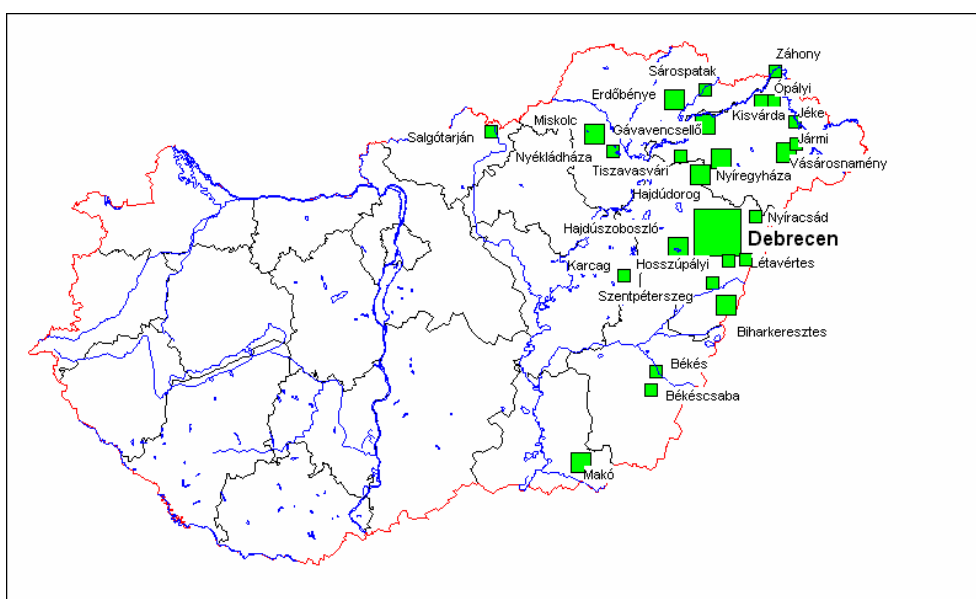 Záhony
Sárospatak
Ópályi
Erdőbénye
Kisvárda
Jéke
Miskolc
Gávavencsellő
Salgótarján
Jármi
Nyékládháza
Vásárosnamény
Tiszavasvári
Nyíregyháza
Hajdúdorog
Nyíracsád
Hajdúszoboszló
Debrecen
Karcag
Hosszúpályi
Létavértes
Szentpéterszeg
Biharkeresztes
Békés
Békéscsaba
Makó